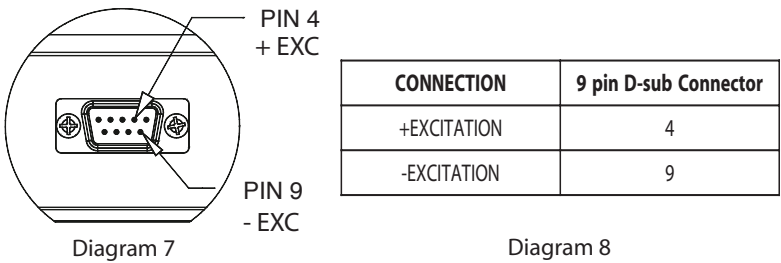 PIN 4
+ EXC
PIN 9
- EXC
Diagram 7
CONNECTION 9 pin D-sub Connector
+EXCITATION 4
-EXCITATION 9
Diagram 8